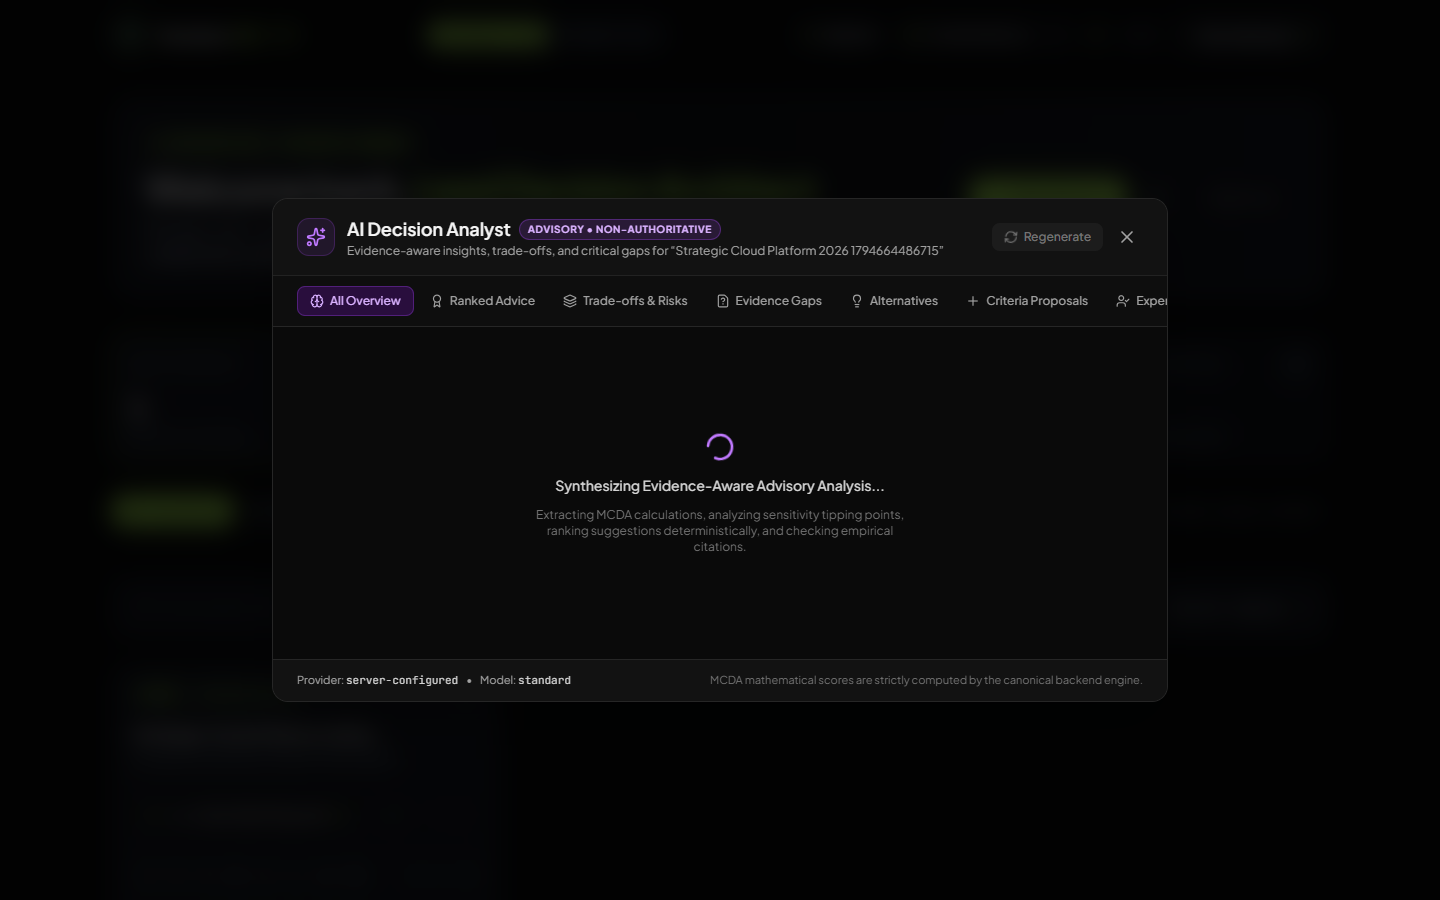 AI Decision Analyst
ADVISORY • NON-AUTHORITATIVE
Evidence-aware insights, trade-offs, and critical gaps for "Strategic Cloud Platform 2026 1794664486715"
Regenerate
All Overview
Ranked Advice
Trade-offs & Risks
Evidence Gaps
Alternatives
Criteria Proposals
Exper
Synthesizing Evidence-Aware Advisory Analysis...
Extracting MCDA calculations, analyzing sensitivity tipping points,
ranking suggestions deterministically, and checking empirical
citations.
Provider: server-configured • Model: standard
MCDA mathematical scores are strictly computed by the canonical backend engine.